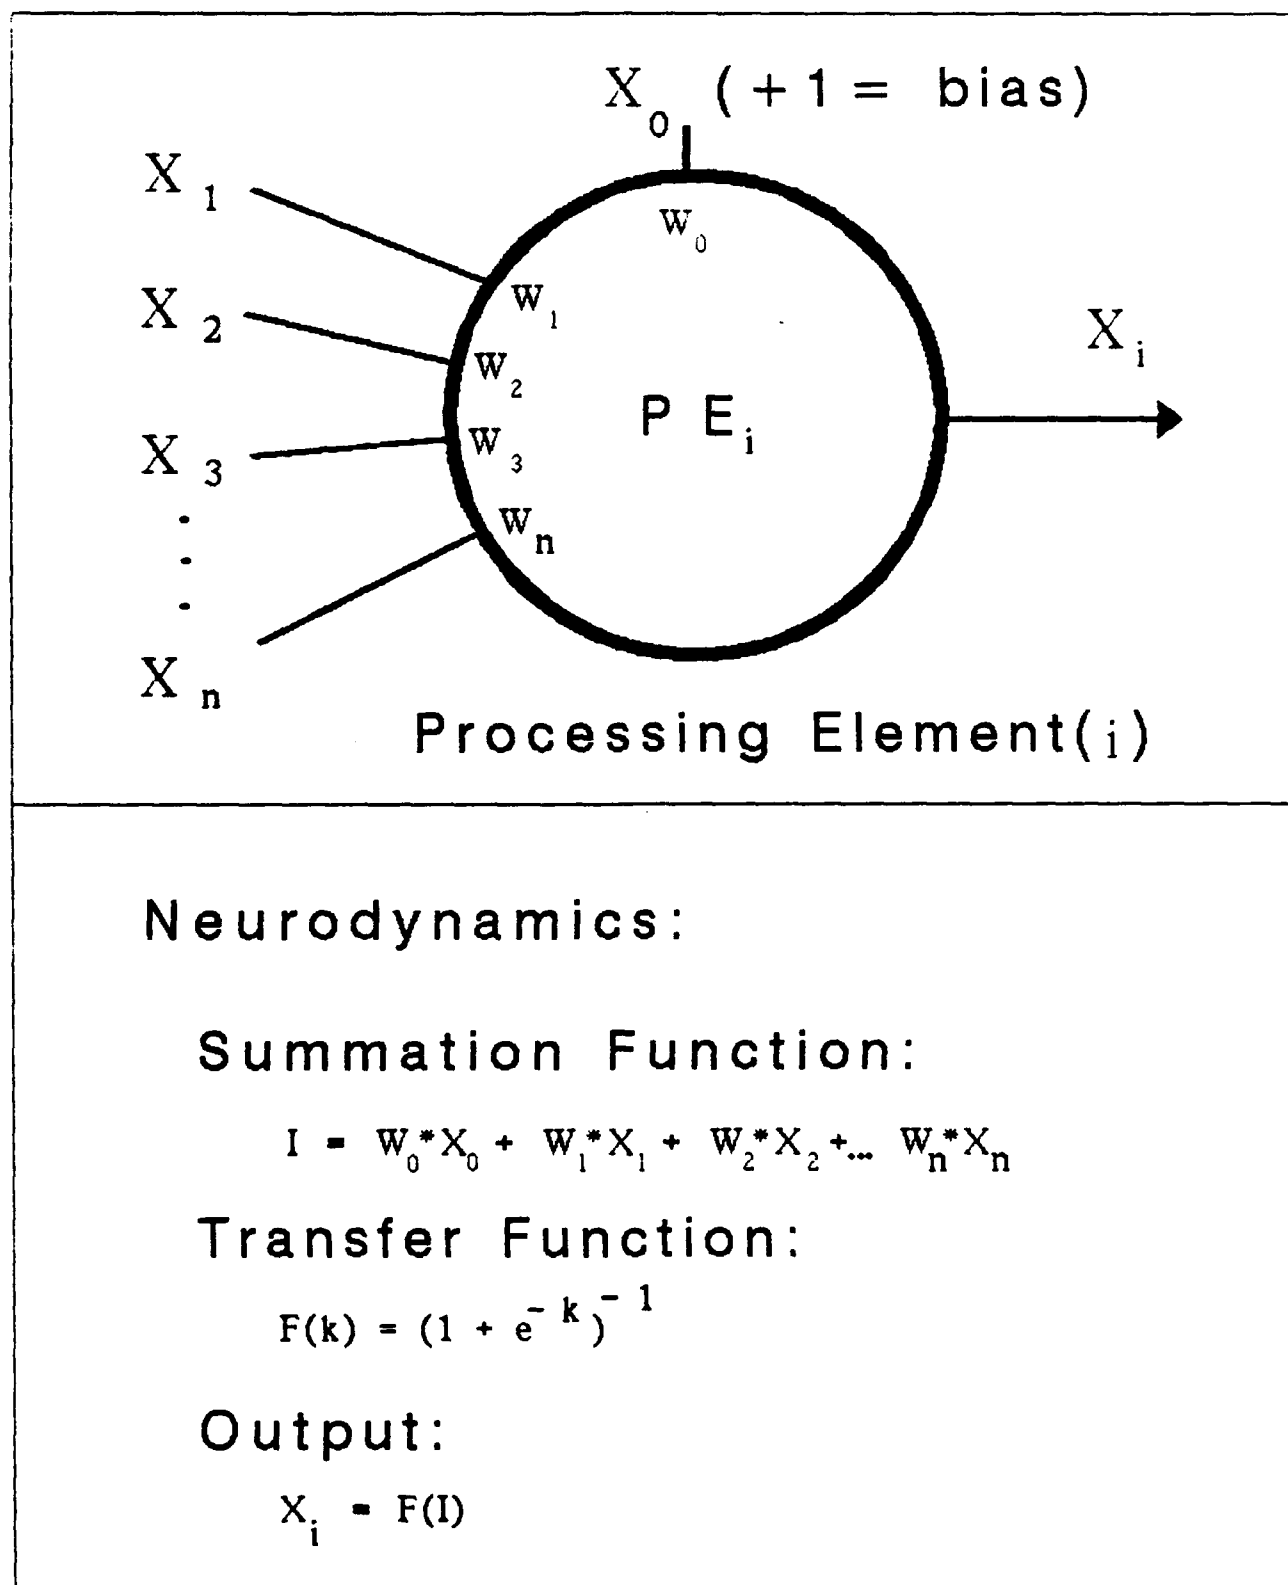 X₀ (+1 = bias)
X₁
W₀
W₁
X₂
Xᵢ
W₂
P Eᵢ
W₃
X₃
Wₙ
Xₙ
Processing Element(i)
Neurodynamics:
Summation Function:
I = W₀*X₀ + W₁*X₁ + W₂*X₂ +... Wₙ*Xₙ
Transfer Function:
F(k) = (1 + e⁻ᵏ)⁻¹
Output:
Xᵢ = F(I)